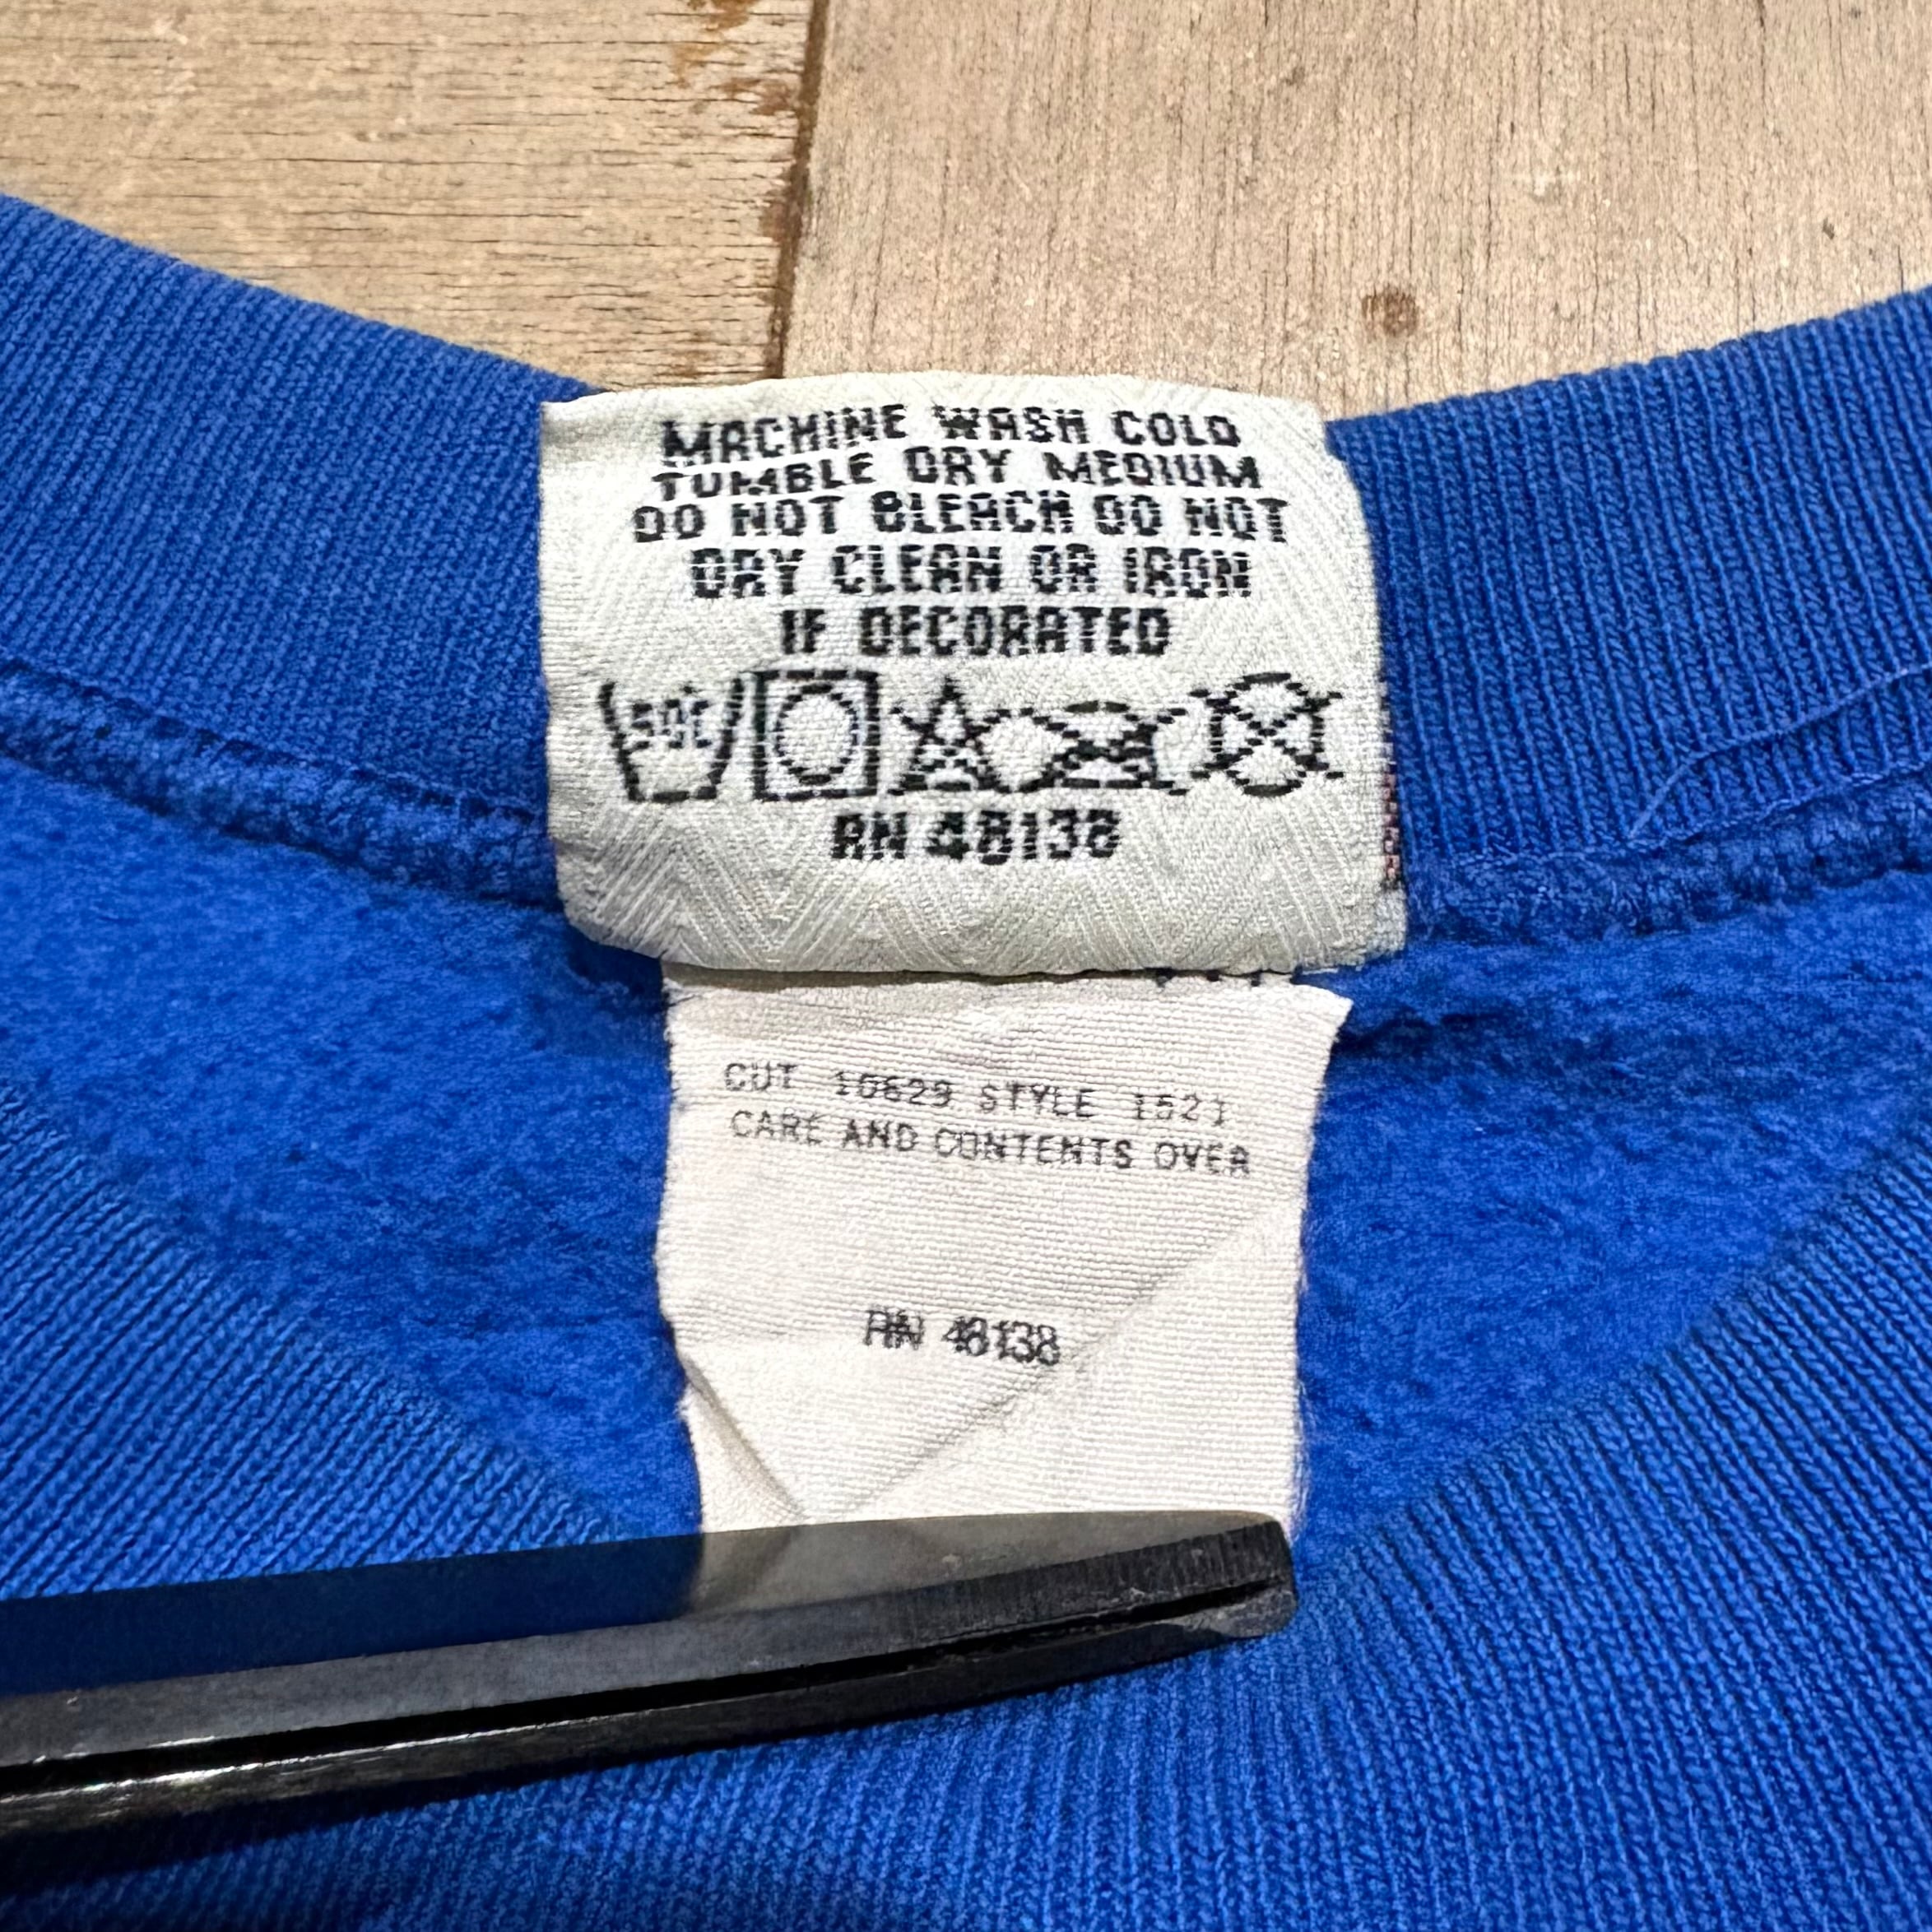 MACHINE WASH COLD
TUMBLE DRY MEDIUM
DO NOT BLEACH DO NOT
DRY CLEAN OR IRON
IF DECORATED
RN 48138
CUT 10629 STYLE 1521
CARE AND CONTENTS OVER
RN 48138